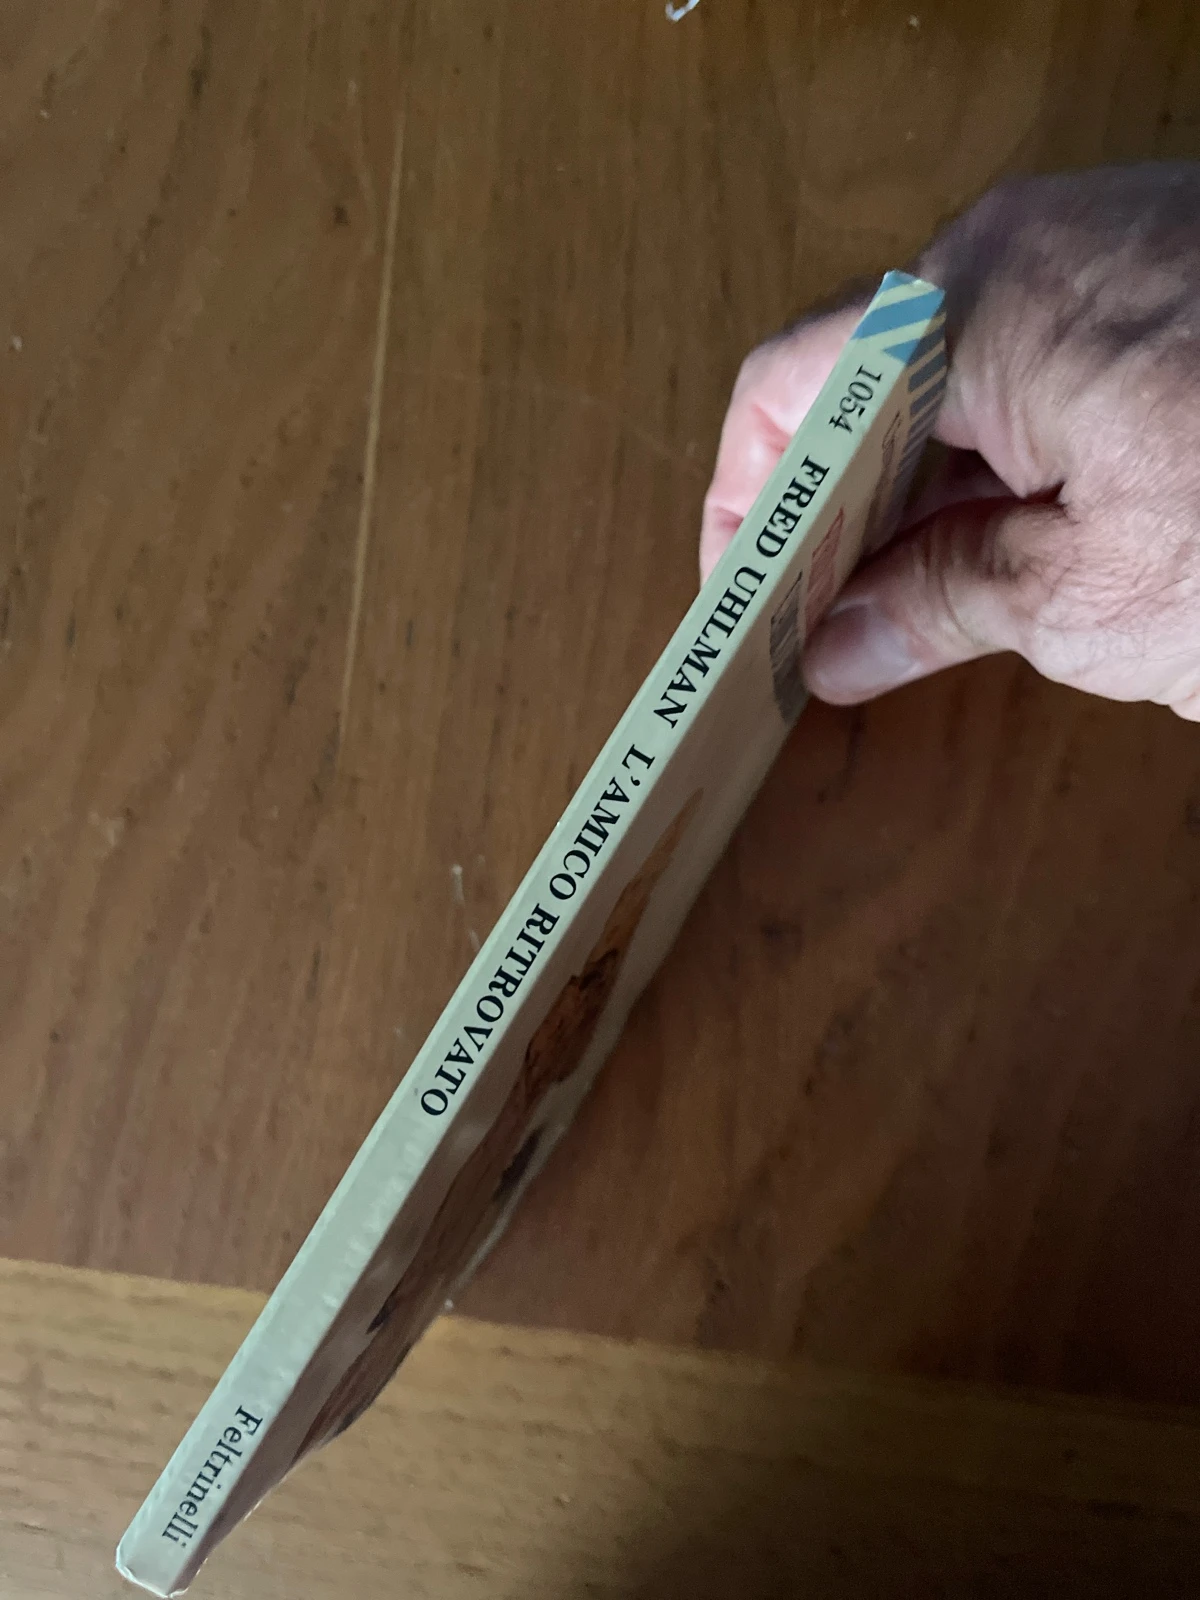 1054 FRED UHLMAN L'AMICO RITROVATO Feltrinelli